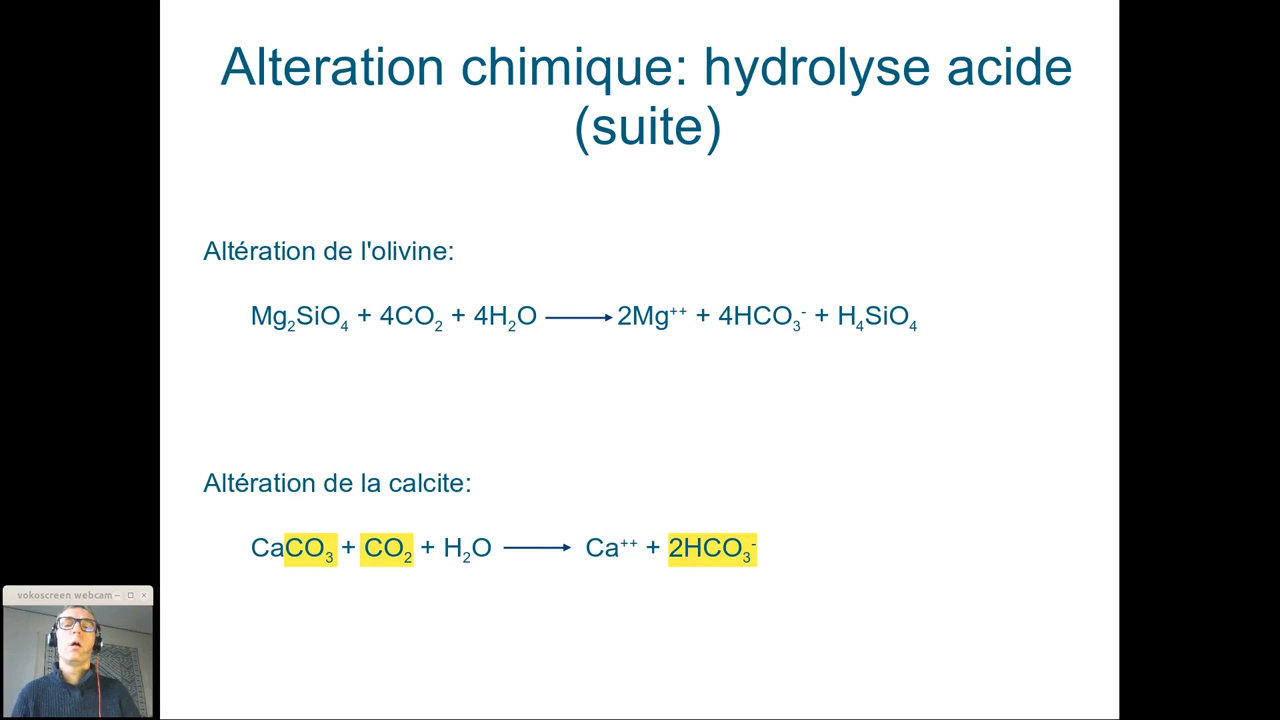 Alteration chimique: hydrolyse acide
(suite)
Altération de l'olivine:
Mg₂SiO₄ + 4CO₂ + 4H₂O ⟶ 2Mg⁺⁺ + 4HCO₃⁻ + H₄SiO₄
Altération de la calcite:
CaCO₃ + CO₂ + H₂O ⟶ Ca⁺⁺ + 2HCO₃⁻
vokoscreen webcam